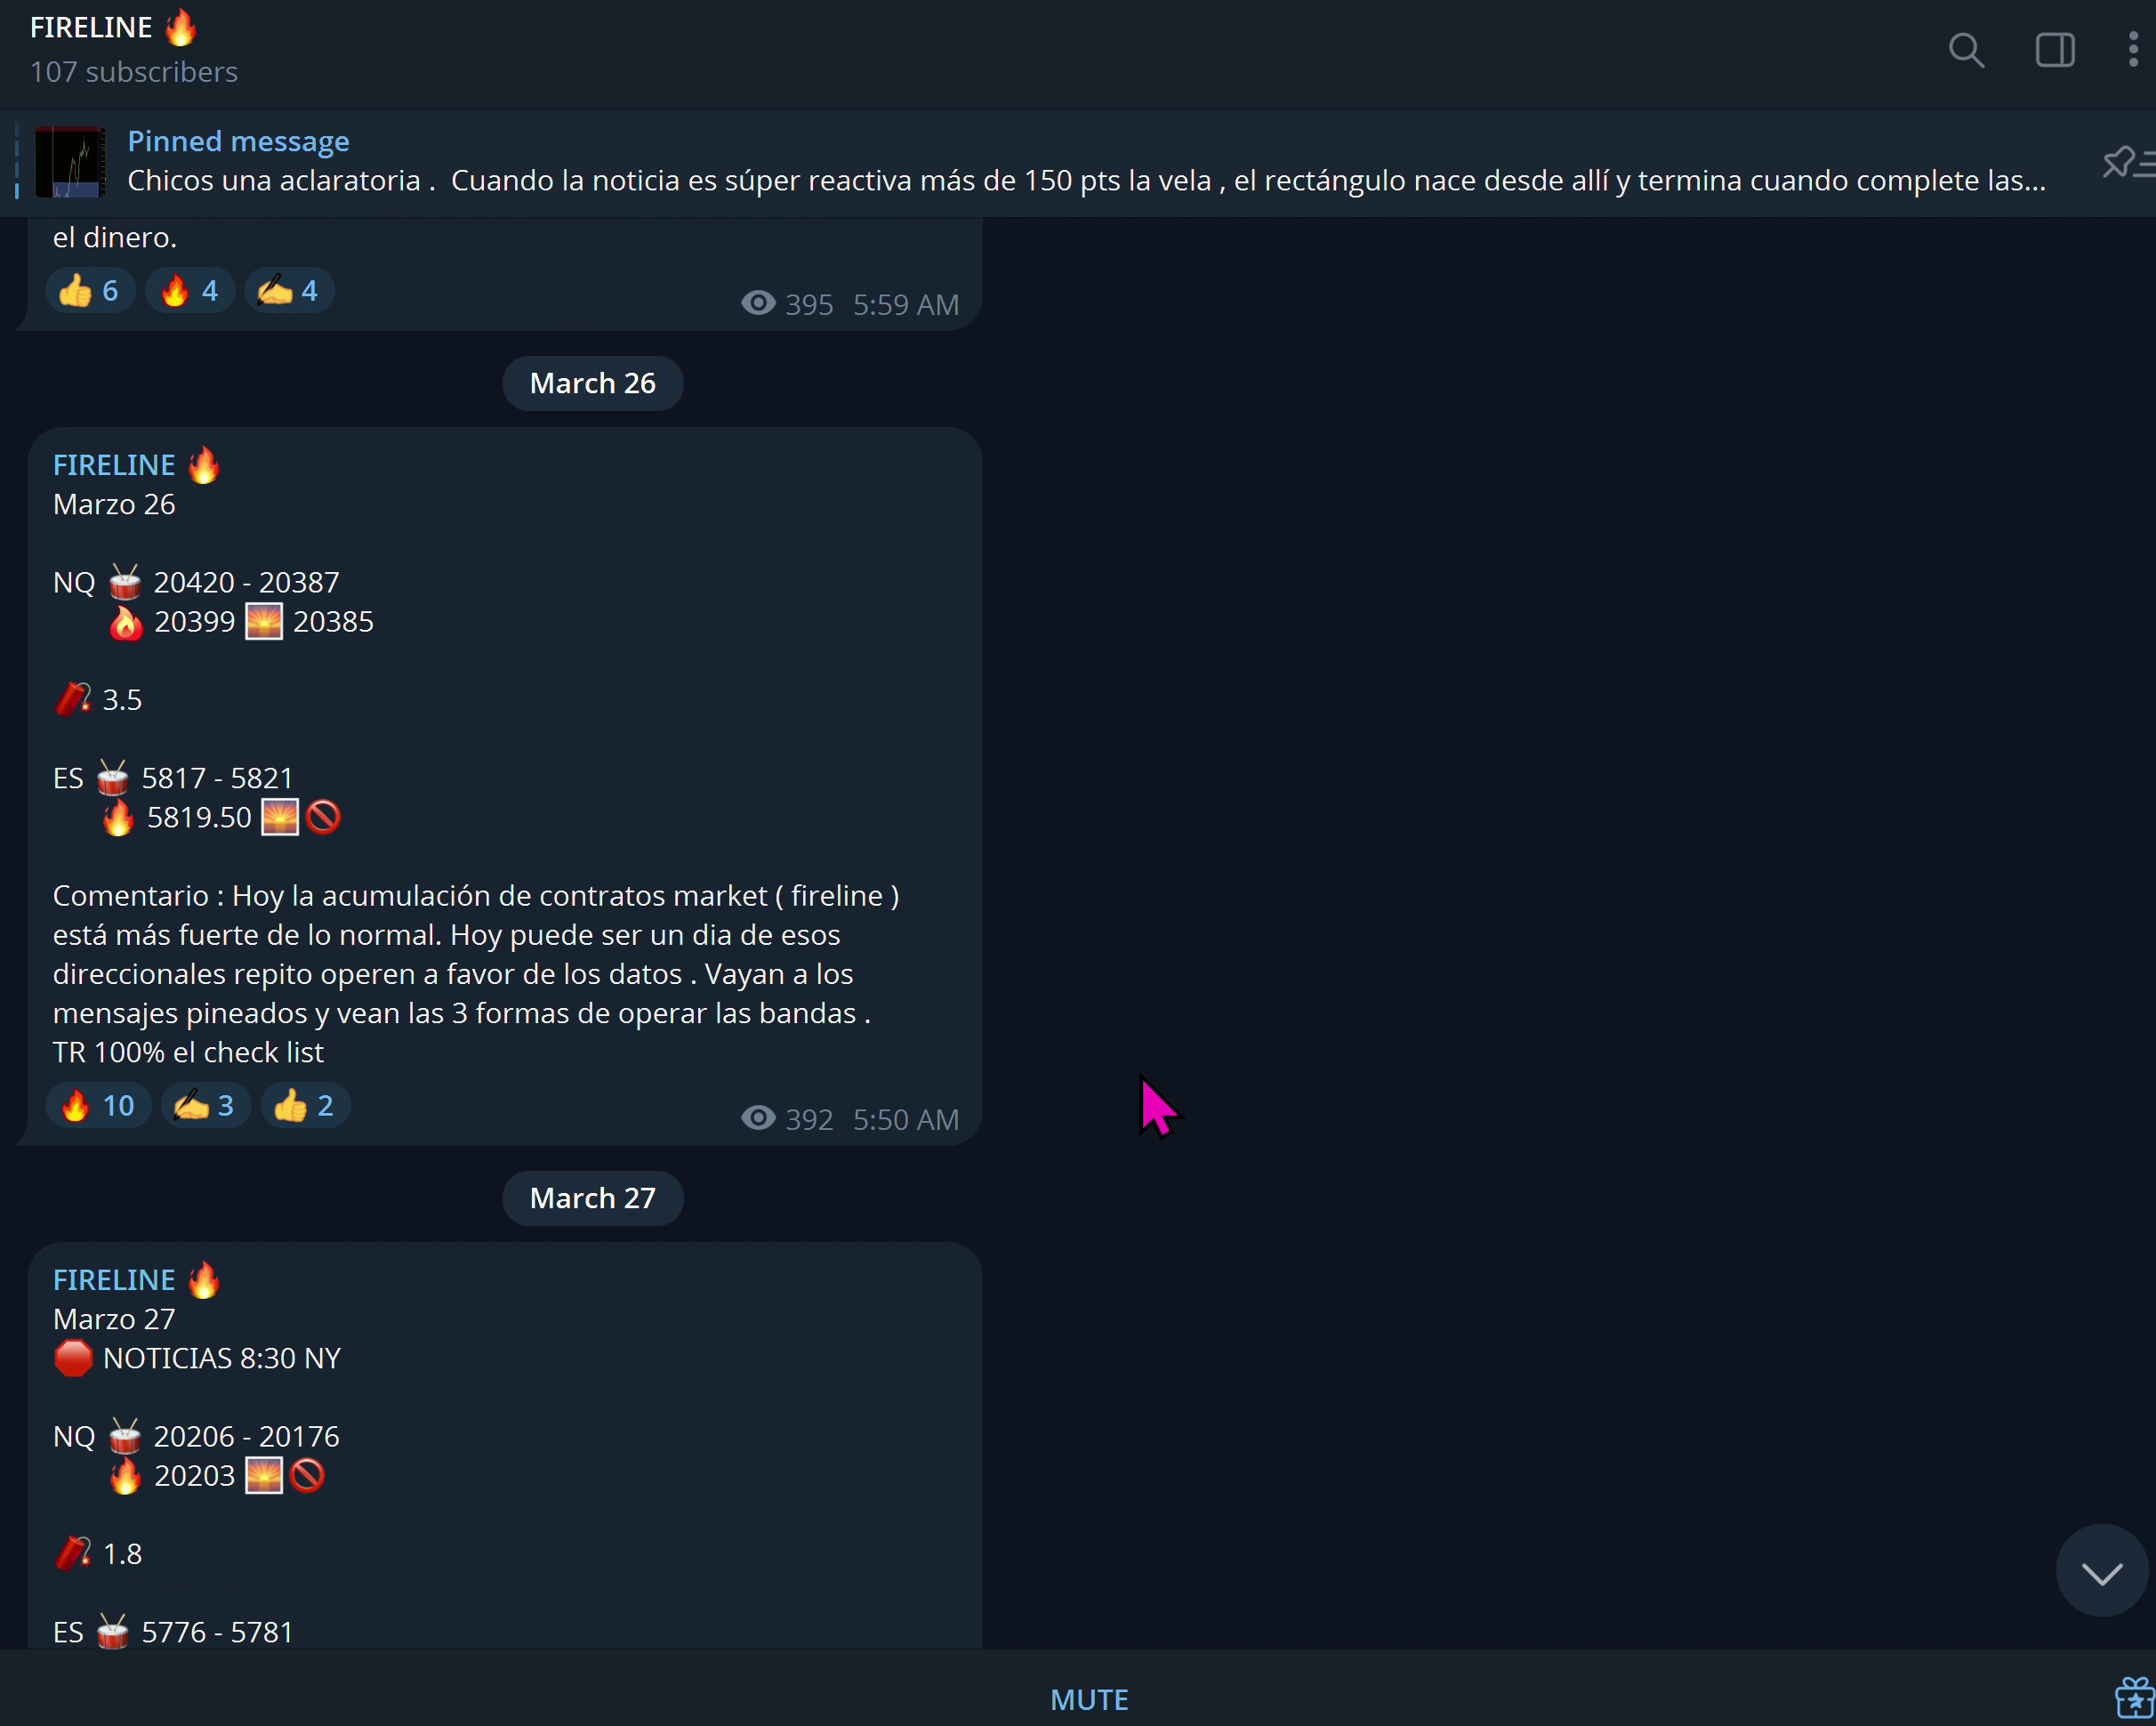 FIRELINE 🔥
107 subscribers
Pinned message
Chicos una aclaratoria .  Cuando la noticia es súper reactiva más de 150 pts la vela , el rectángulo nace desde allí y termina cuando complete las...
el dinero.
👍 6 🔥 4 ✍️ 4
395 5:59 AM
March 26
FIRELINE 🔥
Marzo 26
NQ 🥁 20420 - 20387
🔥 20399 🌅 20385
🧨 3.5
ES 🥁 5817 - 5821
🔥 5819.50 🌅🚫
Comentario : Hoy la acumulación de contratos market ( fireline )
está más fuerte de lo normal. Hoy puede ser un dia de esos
direccionales repito operen a favor de los datos . Vayan a los
mensajes pineados y vean las 3 formas de operar las bandas .
TR 100% el check list
🔥 10 ✍️ 3 👍 2
392 5:50 AM
March 27
FIRELINE 🔥
Marzo 27
🛑 NOTICIAS 8:30 NY
NQ 🥁 20206 - 20176
🔥 20203 🌅🚫
🧨 1.8
ES 🥁 5776 - 5781
MUTE